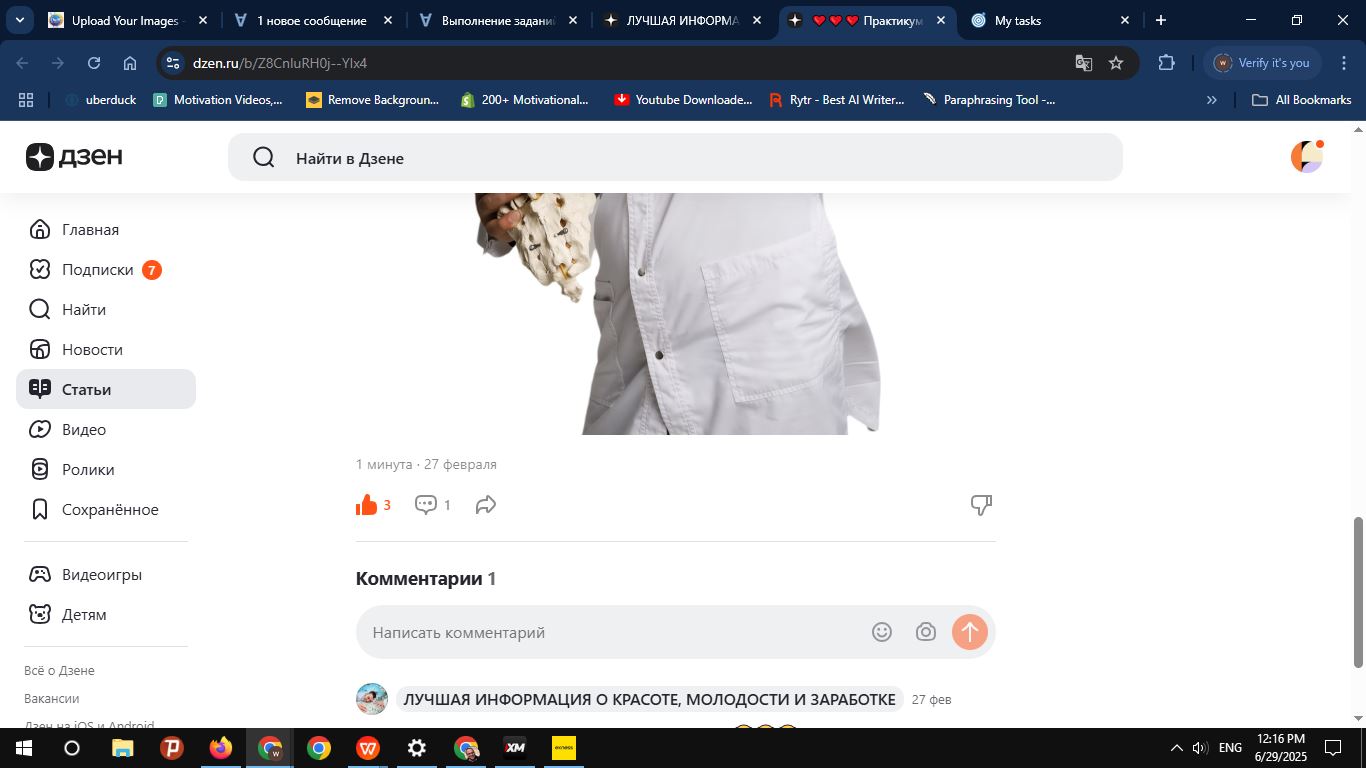 Upload Your Images -
1 новое сообщение
Выполнение задани
ЛУЧШАЯ ИНФОРМА
Практикум
My tasks
dzen.ru/b/Z8CnIuRH0j--YIx4
Verify it's you
uberduck
Motivation Videos,...
Remove Backgroun...
200+ Motivational...
Youtube Downloade...
Rytr - Best AI Writer...
Paraphrasing Tool -...
All Bookmarks
дзен
Найти в Дзене
Главная
Подписки 7
Найти
Новости
Статьи
Видео
Ролики
Сохранённое
Видеоигры
Детям
Всё о Дзене
Вакансии
Дзен на iOS и Android
1 минута · 27 февраля
3
1
Комментарии 1
Написать комментарий
ЛУЧШАЯ ИНФОРМАЦИЯ О КРАСОТЕ, МОЛОДОСТИ И ЗАРАБОТКЕ 27 фев
XM
exness
ENG
12:16 PM
6/29/2025